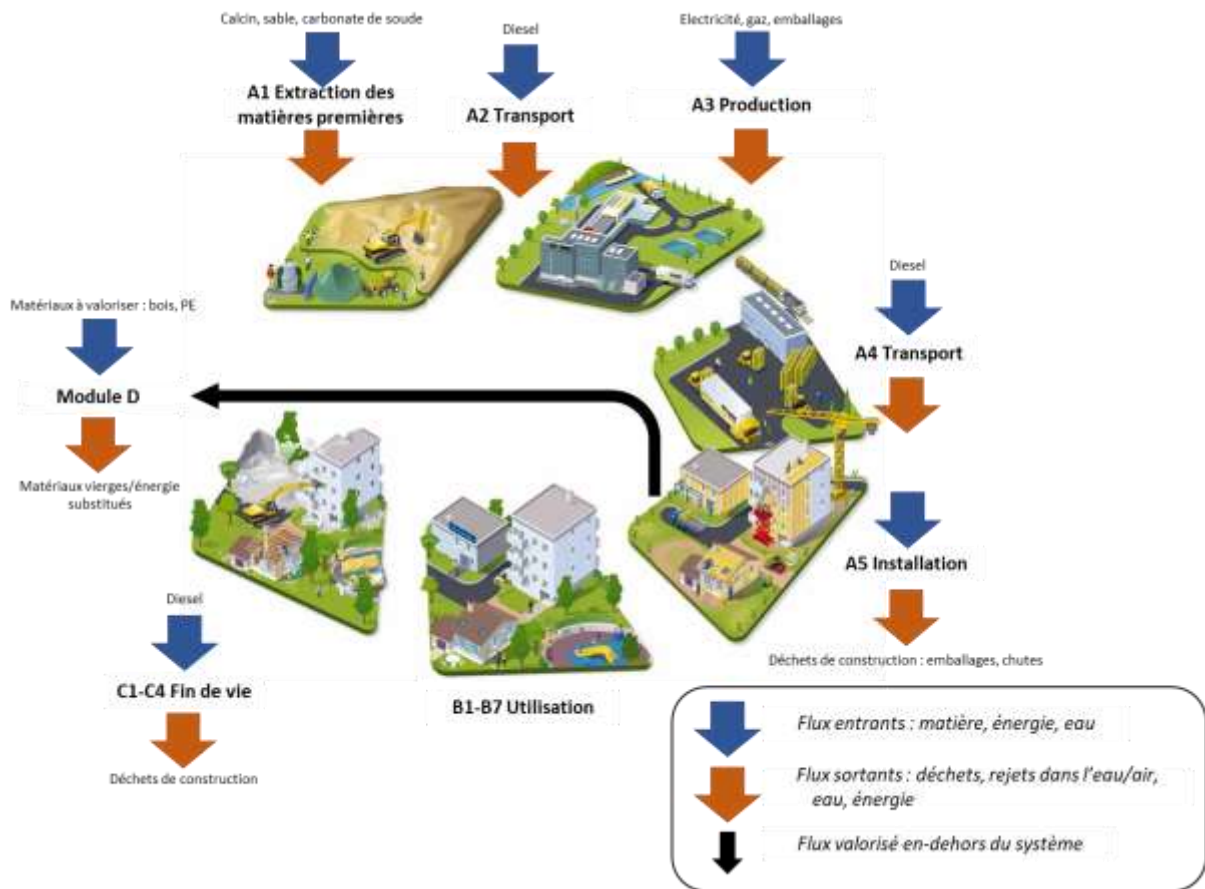 Calcin, sable, carbonate de soude
Diesel
Electricité, gaz, emballages
A1 Extraction des
matières premières
A2 Transport
A3 Production
Matériaux à valoriser : bois, PE
Diesel
A4 Transport
Module D
Matériaux vierges/énergie
substitués
A5 Installation
Diesel
Déchets de construction : emballages, chutes
C1-C4 Fin de vie
B1-B7 Utilisation
Déchets de construction
Flux entrants : matière, énergie, eau
Flux sortants : déchets, rejets dans l'eau/air,
eau, énergie
Flux valorisé en-dehors du système